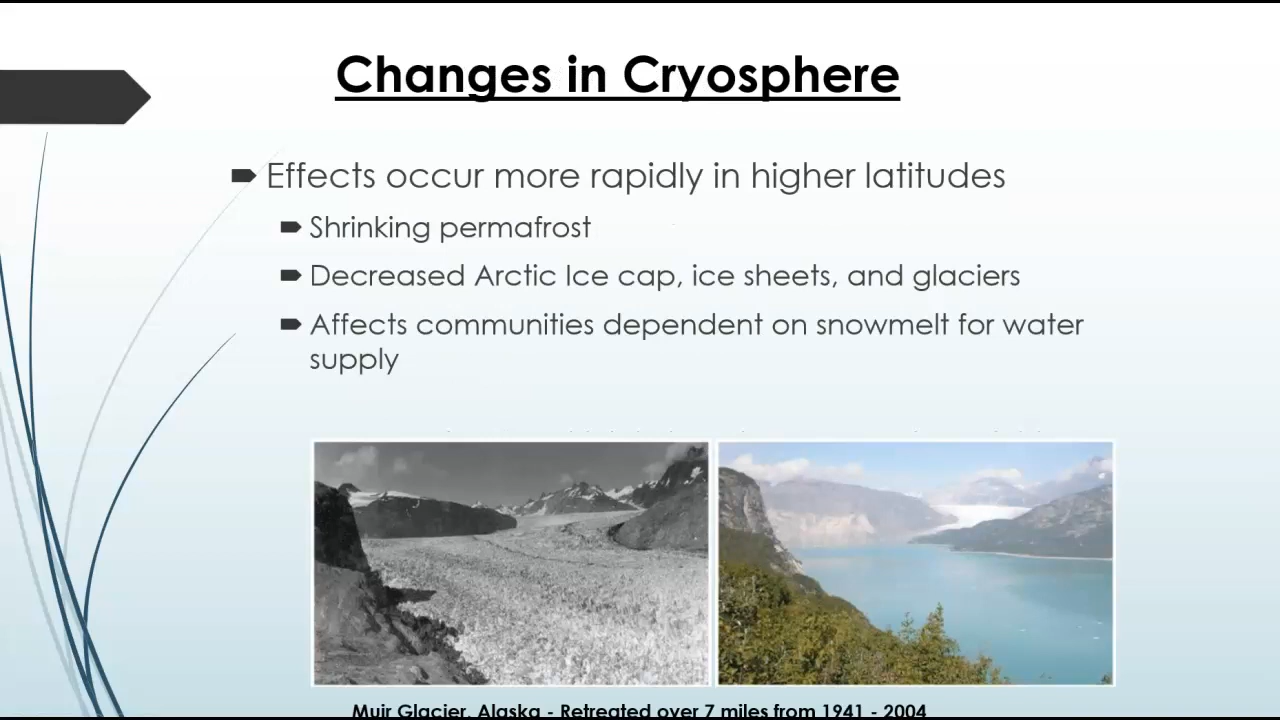 Changes in Cryosphere
Effects occur more rapidly in higher latitudes
Shrinking permafrost
Decreased Arctic Ice cap, ice sheets, and glaciers
Affects communities dependent on snowmelt for water
supply
Muir Glacier, Alaska - Retreated over 7 miles from 1941 - 2004